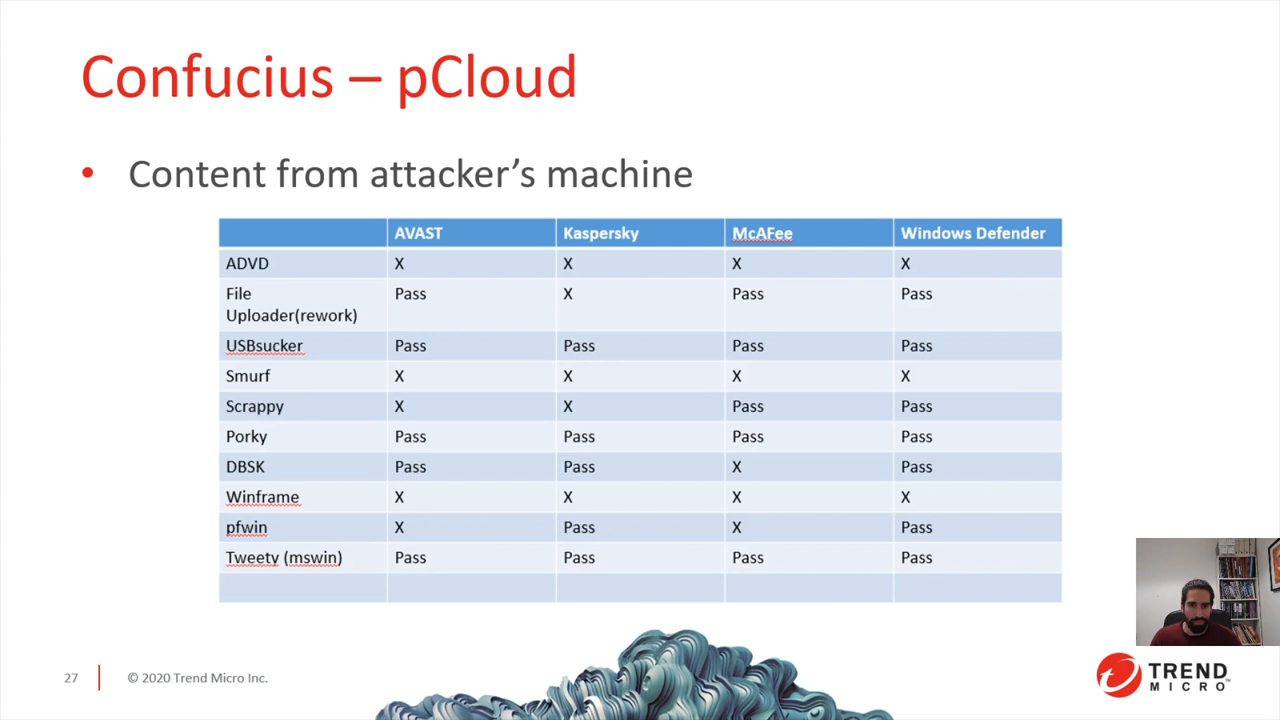 Confucius – pCloud
• Content from attacker's machine
AVAST Kaspersky McAFee Windows Defender
ADVD X X X X
File
Uploader(rework) Pass X Pass Pass
USBsucker Pass Pass Pass Pass
Smurf X X X X
Scrappy X X Pass Pass
Porky Pass Pass Pass Pass
DBSK Pass Pass X Pass
Winframe X X X X
pfwin X Pass X Pass
Tweety (mswin) Pass Pass Pass Pass
27 © 2020 Trend Micro Inc.
TREND
MICRO™